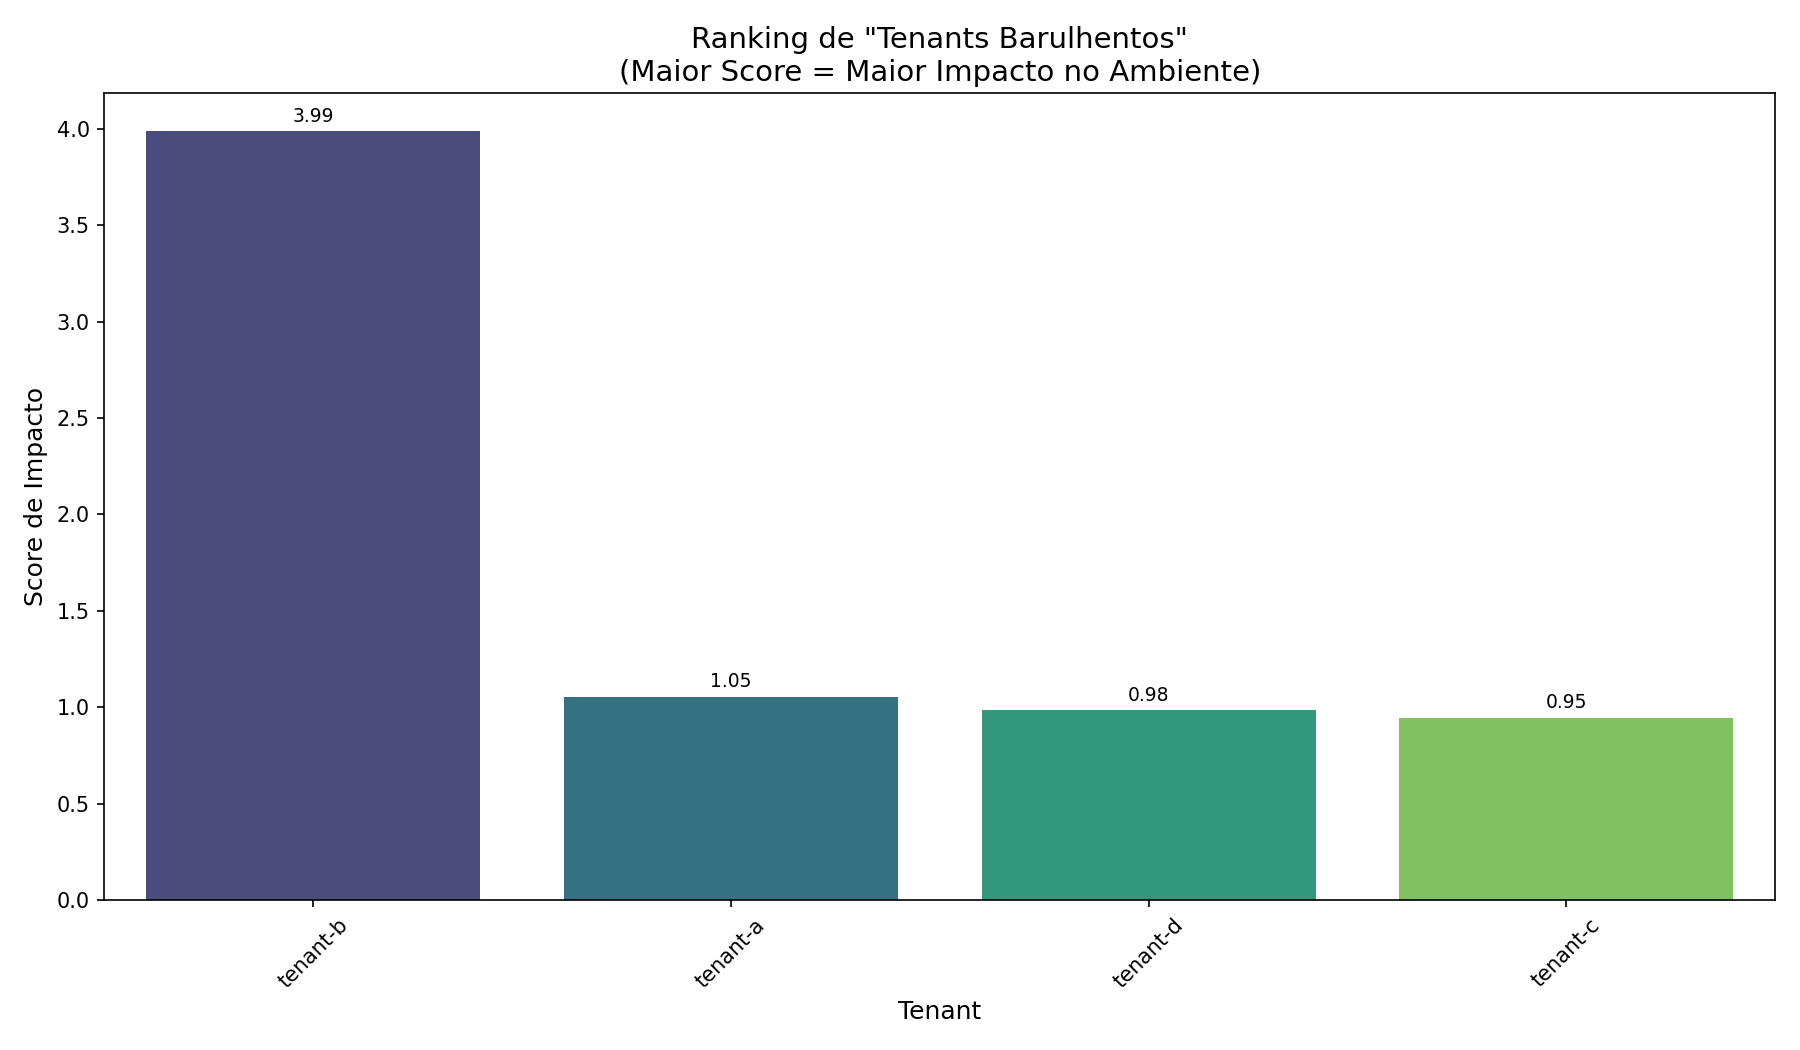 Ranking de "Tenants Barulhentos"
(Maior Score = Maior Impacto no Ambiente)
Score de Impacto
4.0
3.5
3.0
2.5
2.0
1.5
1.0
0.5
0.0
3.99
1.05
0.98
0.95
tenant-b
tenant-a
tenant-d
tenant-c
Tenant